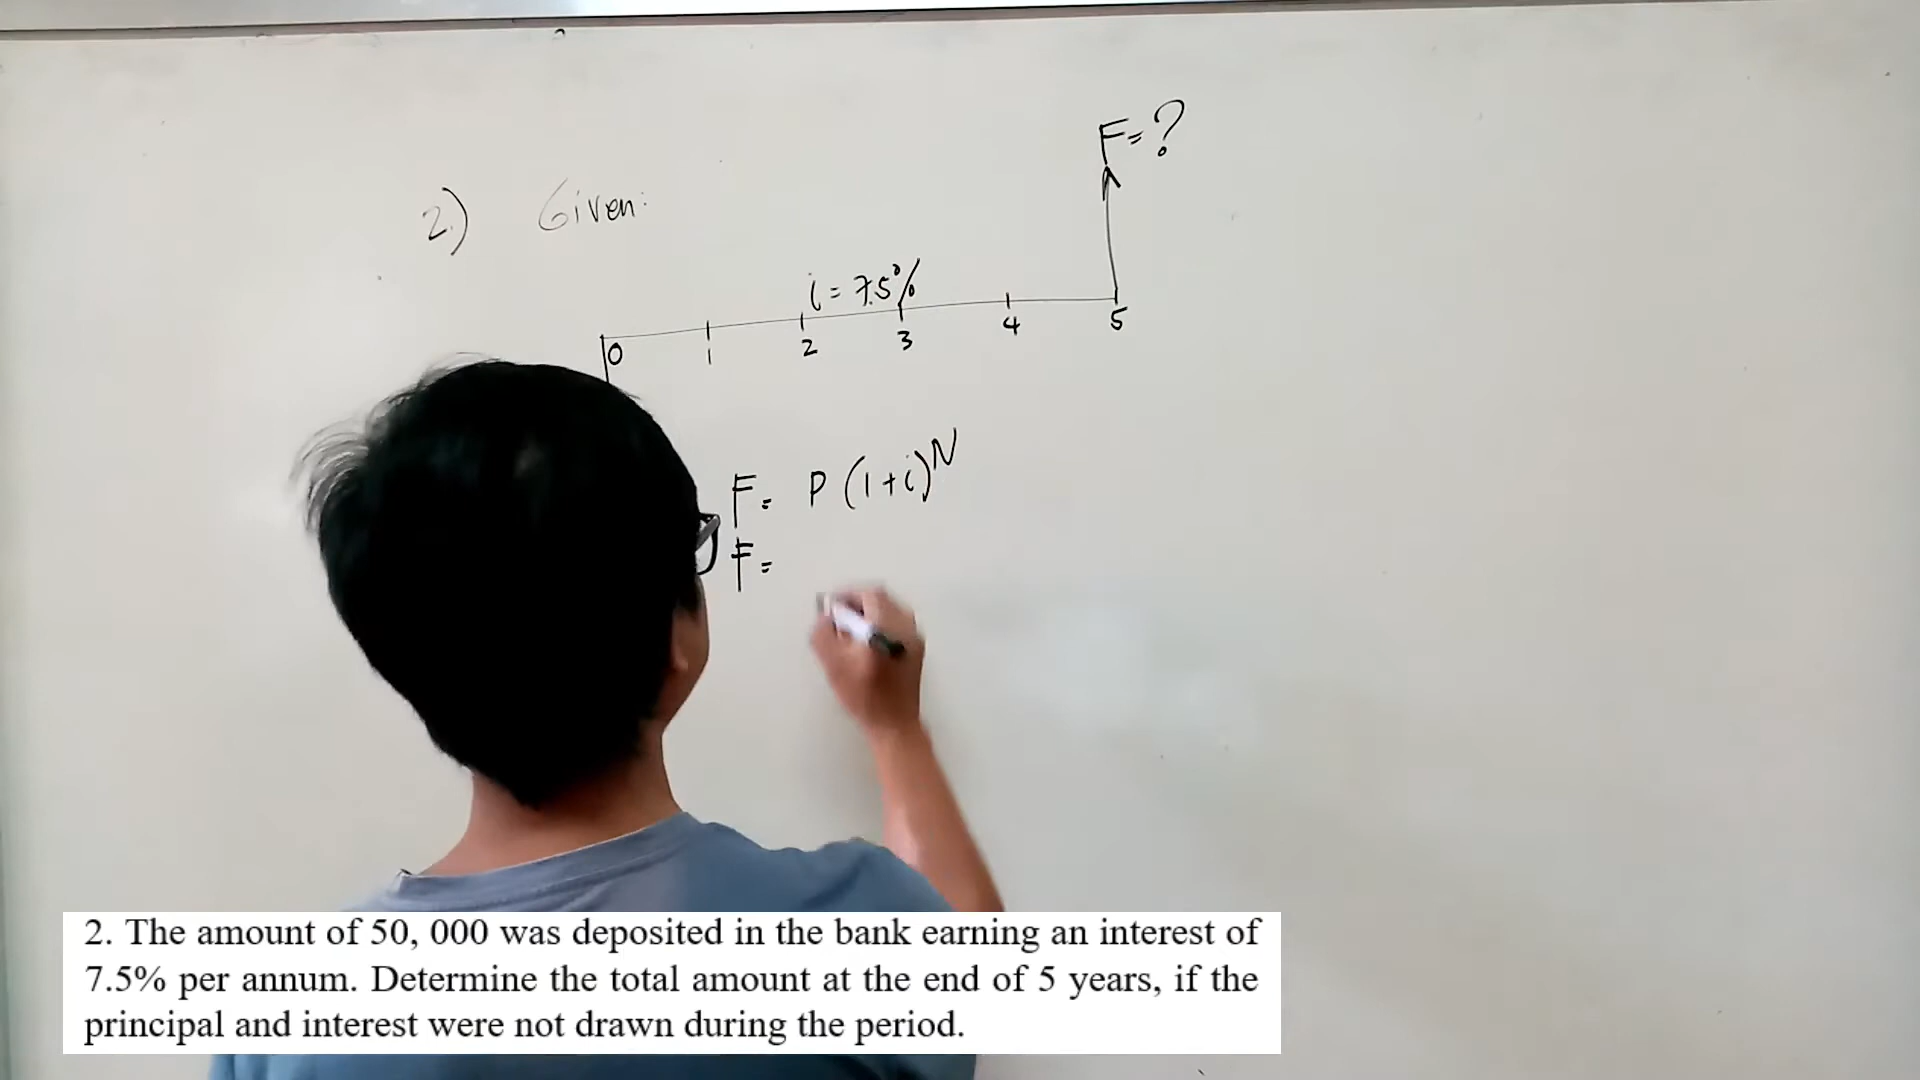 F=?
2.) Given:
i = 7.5%
0 1 2 3 4 5
F= P(1+i)^N
F=
2. The amount of 50, 000 was deposited in the bank earning an interest of
7.5% per annum. Determine the total amount at the end of 5 years, if the
principal and interest were not drawn during the period.